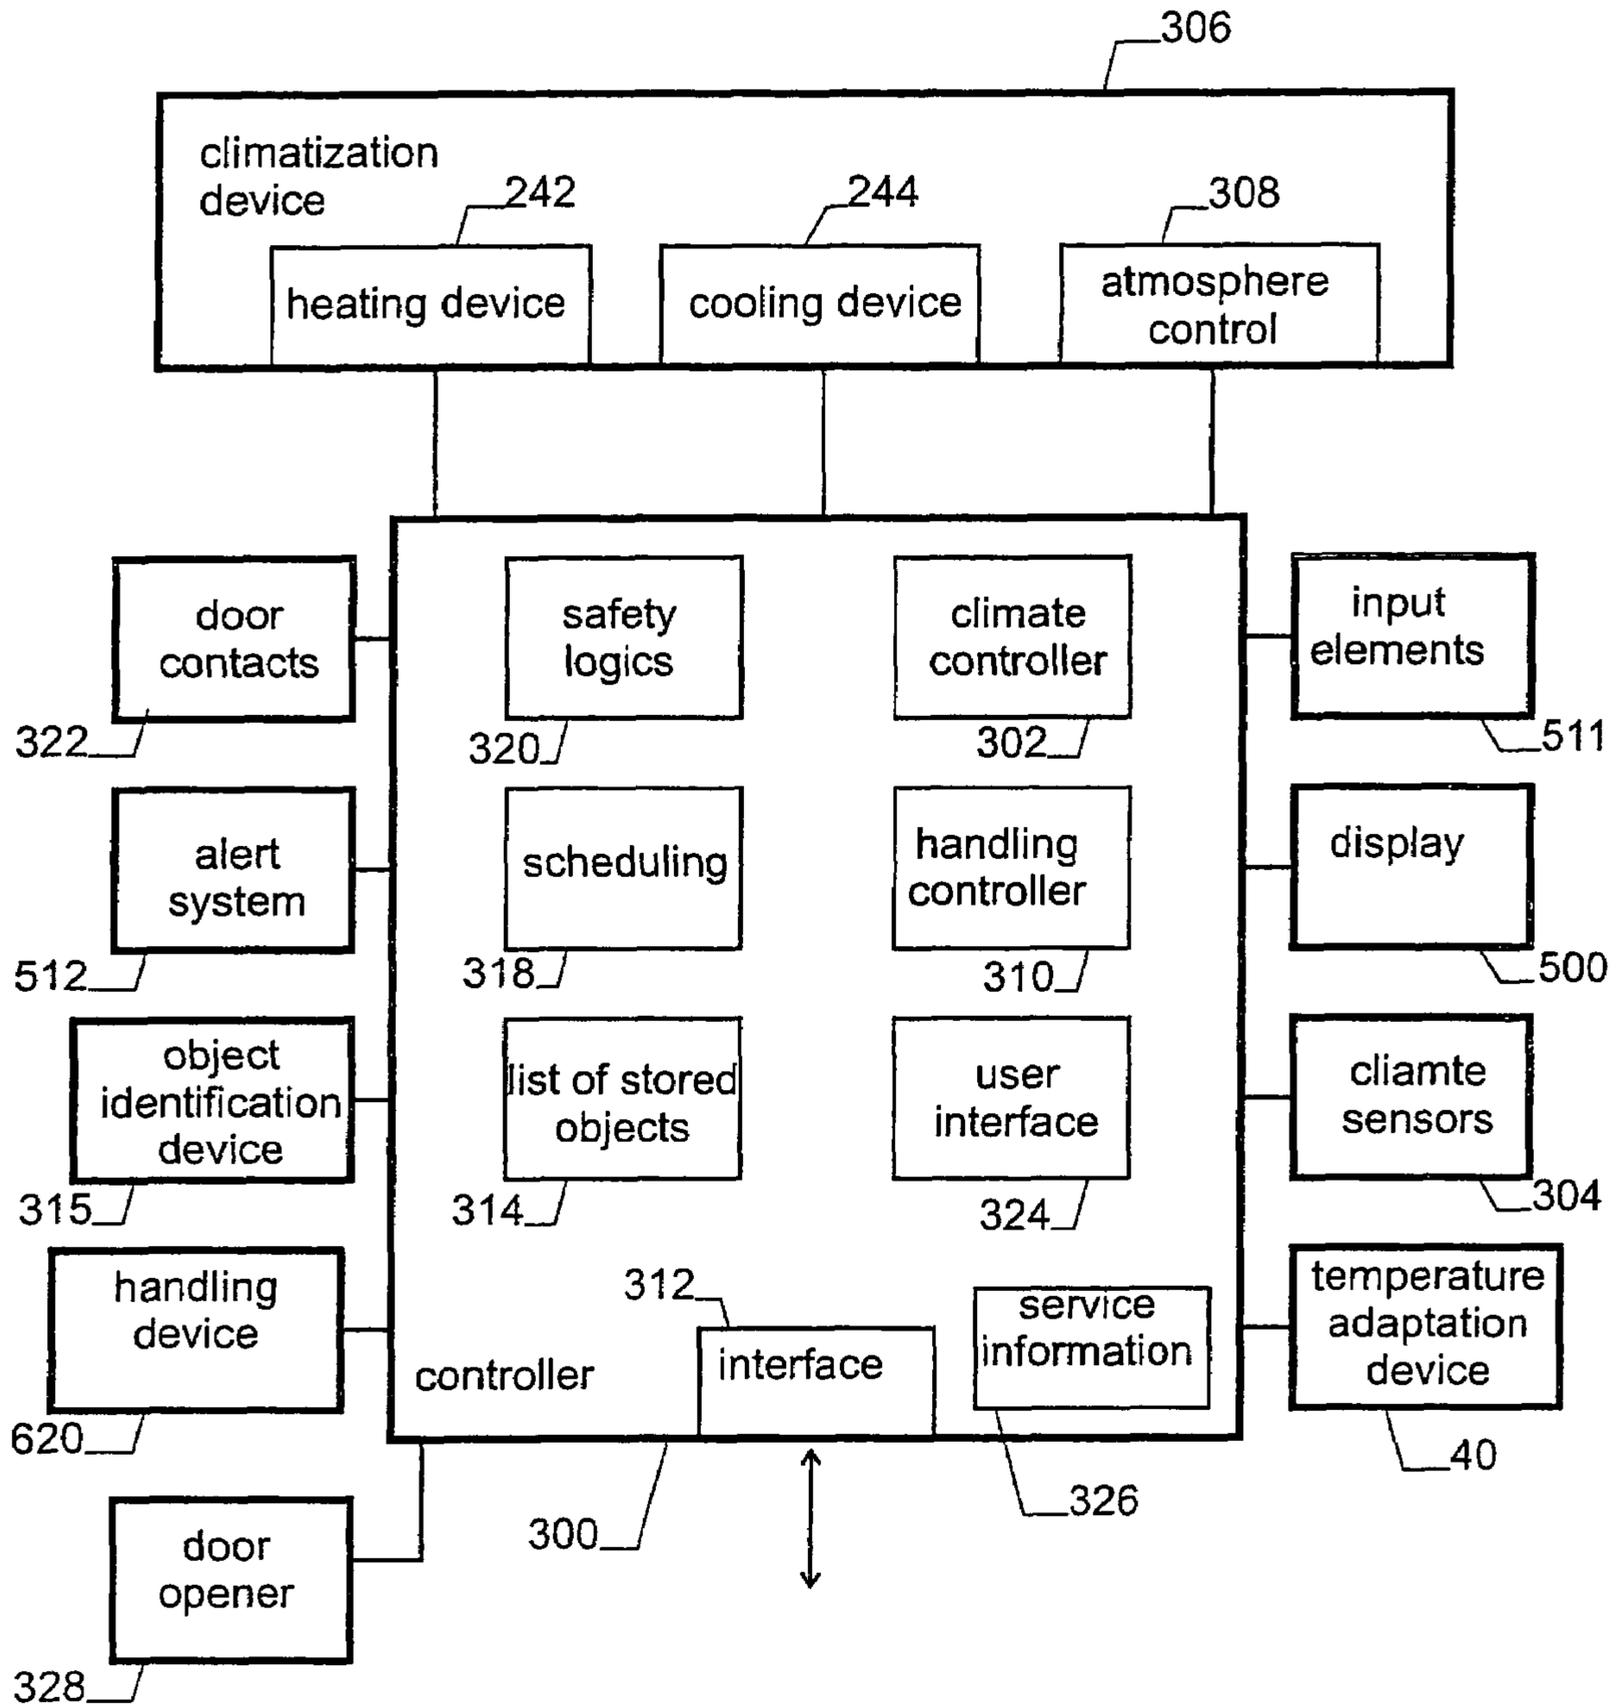 306
climatization
device
242
244
308
heating device
cooling device
atmosphere
control
door
contacts
322
safety
logics
320
climate
controller
302
input
elements
511
alert
system
512
scheduling
318
handling
controller
310
display
500
object
identification
device
315
list of stored
objects
314
user
interface
324
cliamte
sensors
304
handling
device
620
controller
312
interface
300
service
information
326
temperature
adaptation
device
40
door
opener
328